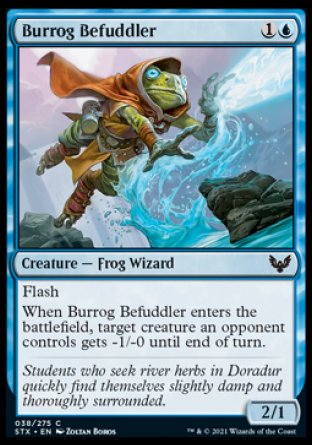 Burrog Befuddler 1
Creature — Frog Wizard
Flash
When Burrog Befuddler enters the
battlefield, target creature an opponent
controls gets -1/-0 until end of turn.
Students who seek river herbs in Doradur
quickly find themselves slightly damp and
thoroughly surrounded.
2/1
038/275 C
STX • EN Zoltan Boros
™ & © 2021 Wizards of the Coast